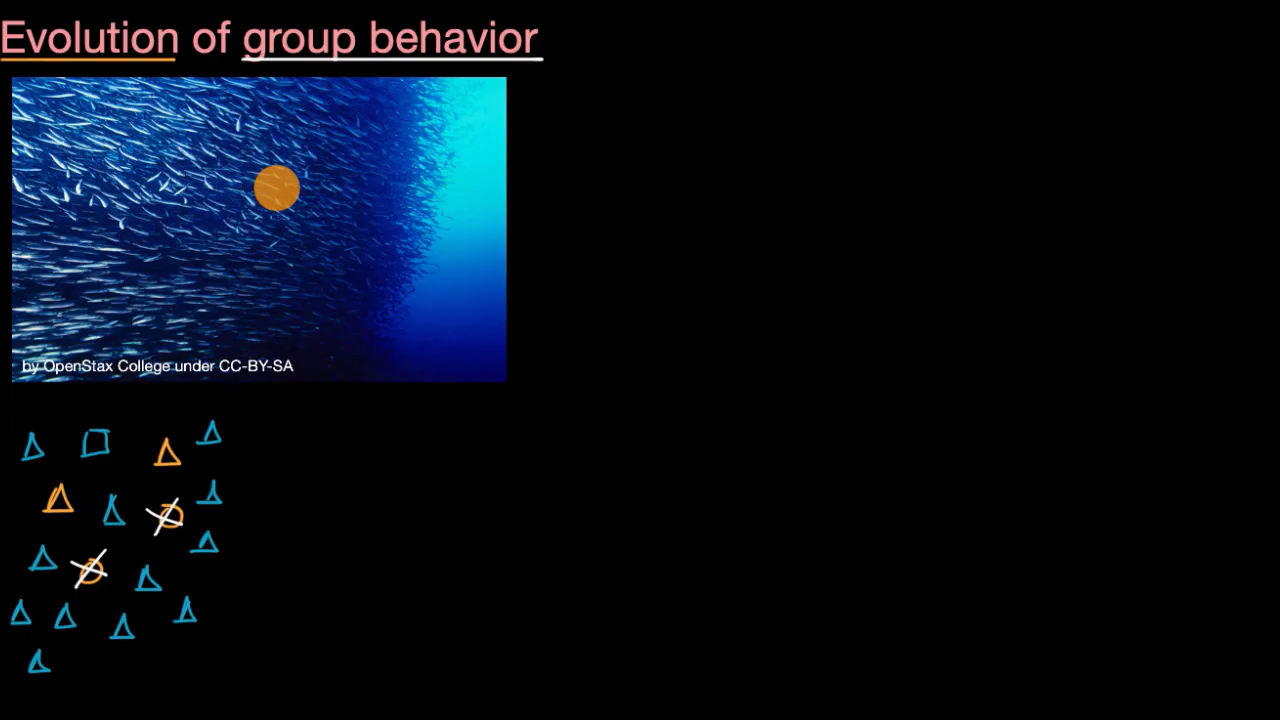 Evolution of group behavior
by OpenStax College under CC-BY-SA